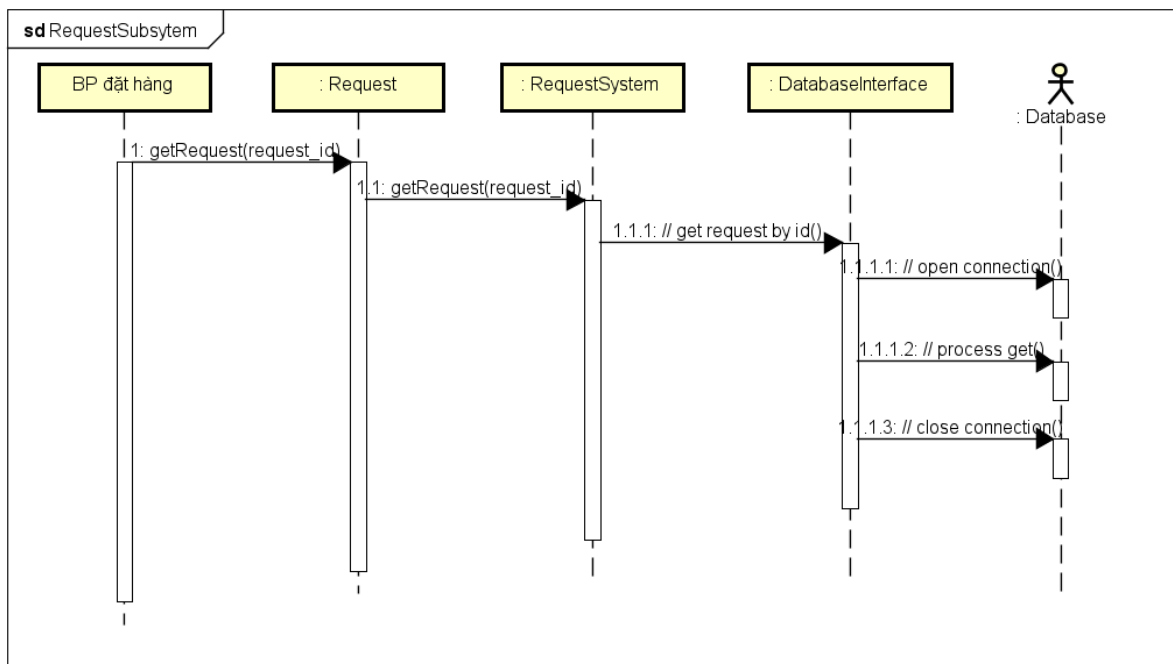 sd RequestSubsytem
BP đặt hàng
: Request
: RequestSystem
: DatabaseInterface
: Database
1: getRequest(request_id)
1.1: getRequest(request_id)
1.1.1: // get request by id()
1.1.1.1: // open connection()
1.1.1.2: // process get()
1.1.1.3: // close connection()